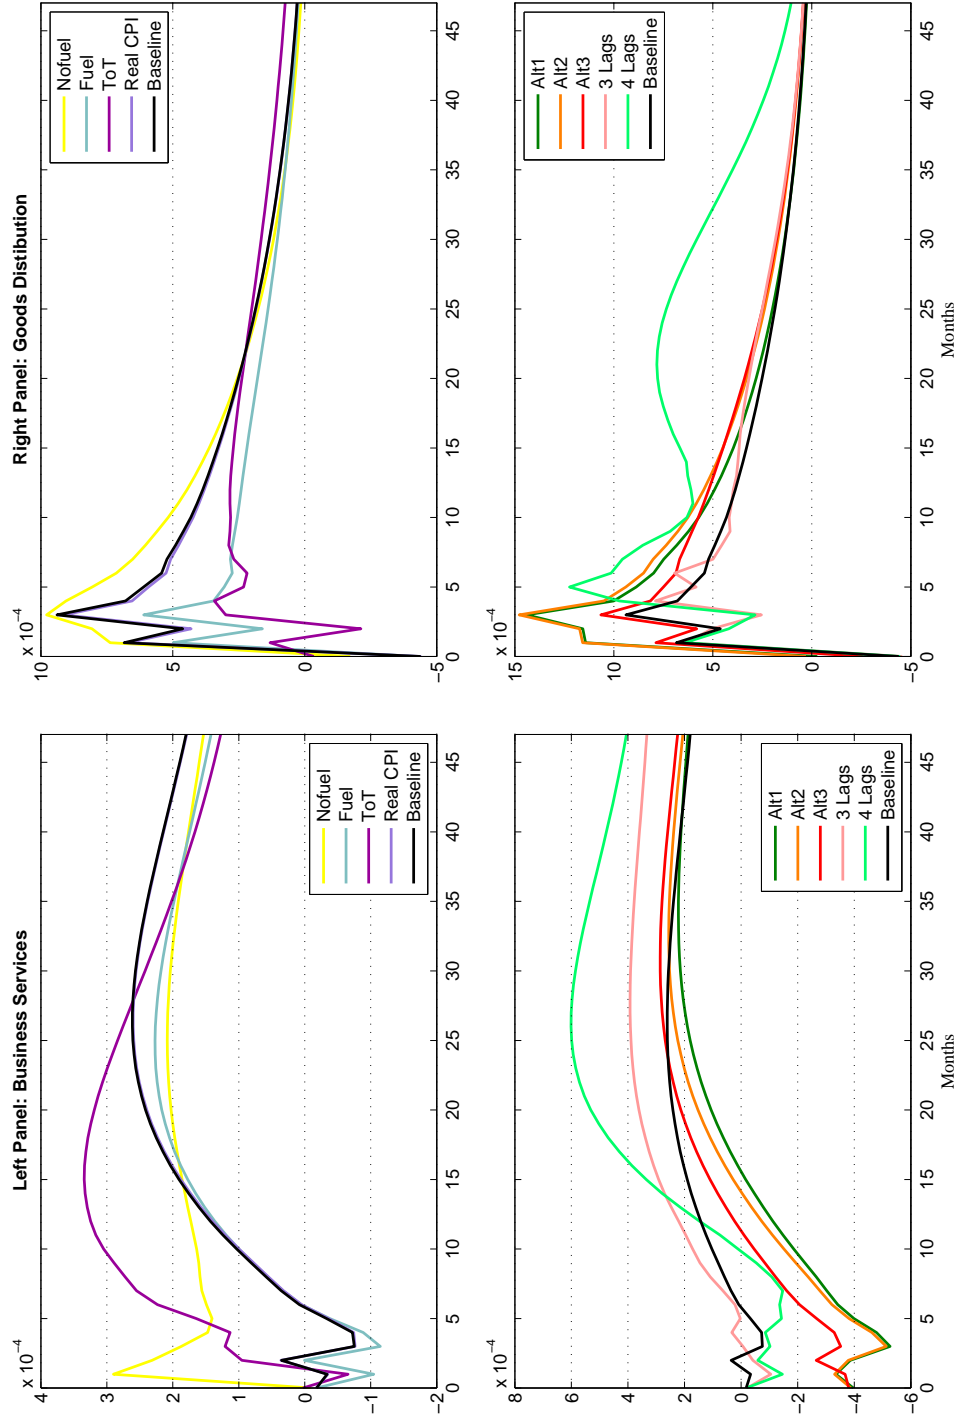 Left Panel: Business Services
x 10⁻⁴
4
3
2
1
0
−1
−2
0
5
10
15
20
25
30
35
40
45
Nofuel
Fuel
ToT
Real CPI
Baseline
Right Panel: Goods Distibution
x 10⁻⁴
10
5
0
−5
0
5
10
15
20
25
30
35
40
45
Nofuel
Fuel
ToT
Real CPI
Baseline
x 10⁻⁴
8
6
4
2
0
−2
−4
−6
0
5
10
15
20
25
30
35
40
45
Months
Alt1
Alt2
Alt3
3 Lags
4 Lags
Baseline
x 10⁻⁴
15
10
5
0
−5
0
5
10
15
20
25
30
35
40
45
Months
Alt1
Alt2
Alt3
3 Lags
4 Lags
Baseline